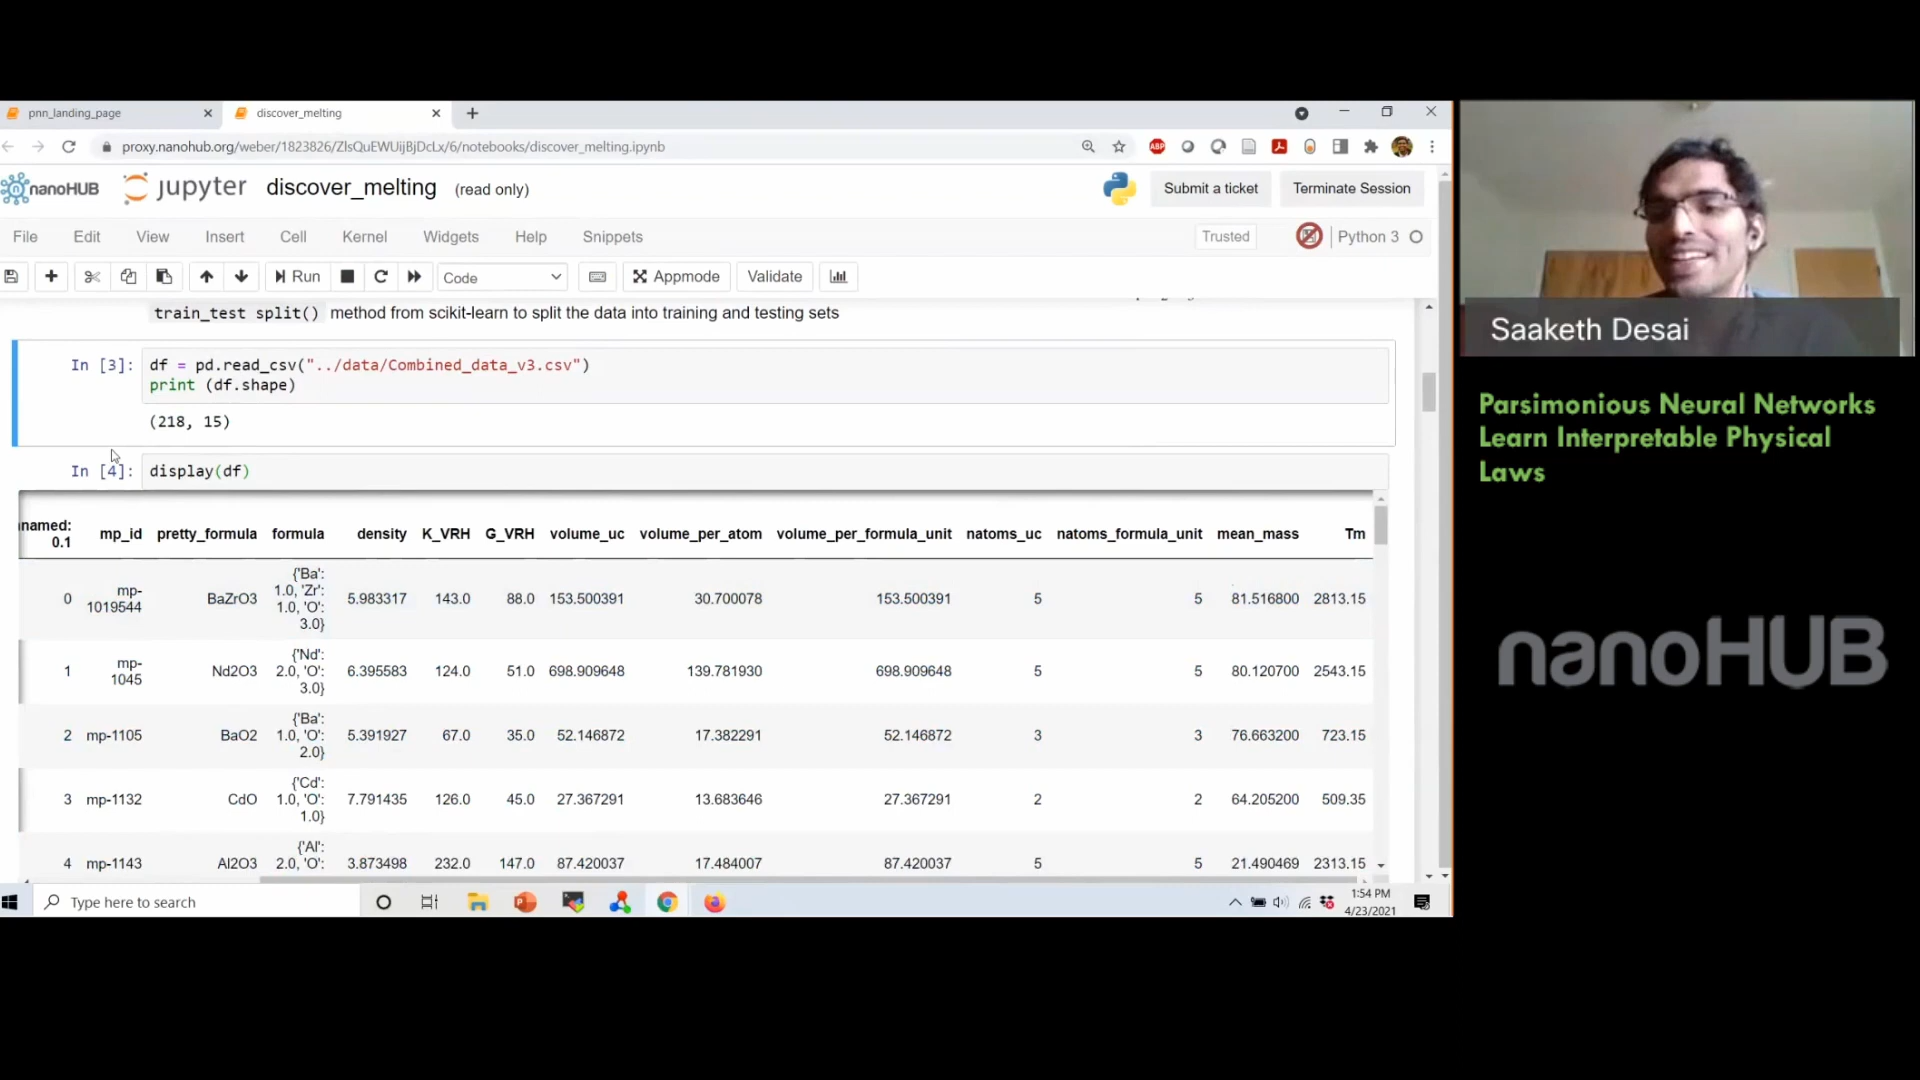 pnn_landing_page
discover_melting
proxy.nanohub.org/weber/1823826/ZlsQuEWUijBjDcLx/6/notebooks/discover_melting.ipynb
ABP
nanoHUB jupyter discover_melting (read only) Submit a ticket Terminate Session
File Edit View Insert Cell Kernel Widgets Help Snippets Trusted Python 3
Run Code Appmode Validate
train_test split() method from scikit-learn to split the data into training and testing sets
In [3]: df = pd.read_csv("../data/Combined_data_v3.csv")
print (df.shape)
(218, 15)
In [4]: display(df)
named:
0.1 mp_id pretty_formula formula density K_VRH G_VRH volume_uc volume_per_atom volume_per_formula_unit natoms_uc natoms_formula_unit mean_mass Tm
0 mp-
1019544 BaZrO3 {'Ba':
1.0, 'Zr':
1.0, 'O':
3.0} 5.983317 143.0 88.0 153.500391 30.700078 153.500391 5 5 81.516800 2813.15
1 mp-
1045 Nd2O3 {'Nd':
2.0, 'O':
3.0} 6.395583 124.0 51.0 698.909648 139.781930 698.909648 5 5 80.120700 2543.15
2 mp-1105 BaO2 {'Ba':
1.0, 'O':
2.0} 5.391927 67.0 35.0 52.146872 17.382291 52.146872 3 3 76.663200 723.15
3 mp-1132 CdO {'Cd':
1.0, 'O':
1.0} 7.791435 126.0 45.0 27.367291 13.683646 27.367291 2 2 64.205200 509.35
4 mp-1143 Al2O3 {'Al':
2.0, 'O': 3.873498 232.0 147.0 87.420037 17.484007 87.420037 5 5 21.490469 2313.15
Type here to search
1:54 PM
4/23/2021
Saaketh Desai
Parsimonious Neural Networks
Learn Interpretable Physical
Laws
nanoHUB